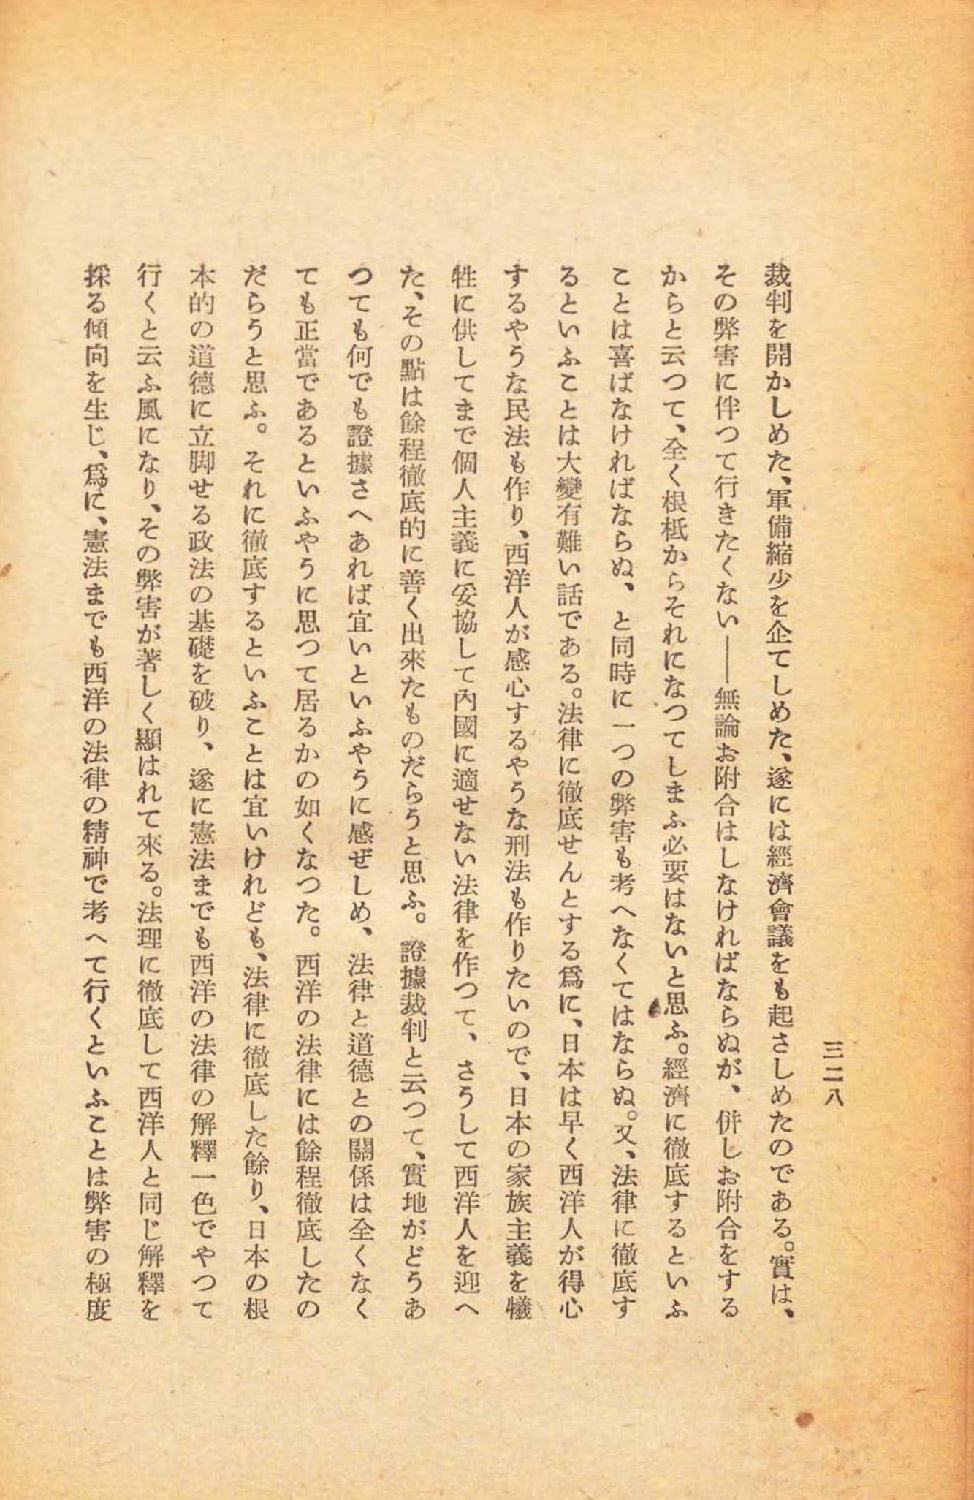 三二八
裁判を開かしめた、軍備縮少を企てしめた、遂には經濟會議をも起さしめたのである。實は、
その弊害に伴つて行きたくない――無論お附合はしなければならぬが、併しお附合をする
からと云つて、全く根柢からそれになつてしまふ必要はないと思ふ。經濟に徹底するといふ
ことは喜ばなければならぬ、と同時に一つの弊害も考へなくてはならぬ。又、法律に徹底す
るといふことは大變有難い話である。法律に徹底せんとする爲に、日本は早く西洋人が得心
するやうな民法も作り、西洋人が感心するやうな刑法も作りたいので、日本の家族主義を犧
牲に供してまで個人主義に妥協して內國に適せない法律を作つて、さうして西洋人を迎へ
た、その點は餘程徹底的に善く出來たものだらうと思ふ。證據裁判と云つて、實地がどうあ
つても何でも證據さへあれば宜いといふやうに感ぜしめ、法律と道德との關係は全くなく
ても正當であるといふやうに思つて居るかの如くなつた。西洋の法律には餘程徹底したの
だらうと思ふ。それに徹底するといふことは宜いけれども、法律に徹底した餘り、日本の根
本的の道德に立脚せる政法の基礎を破り、遂に憲法までも西洋の法律の解釋一色でやつて
行くと云ふ風になり、その弊害が著しく顯はれて來る。法理に徹底して西洋人と同じ解釋を
採る傾向を生じ、爲に、憲法までも西洋の法律の精神で考へて行くといふことは弊害の極度